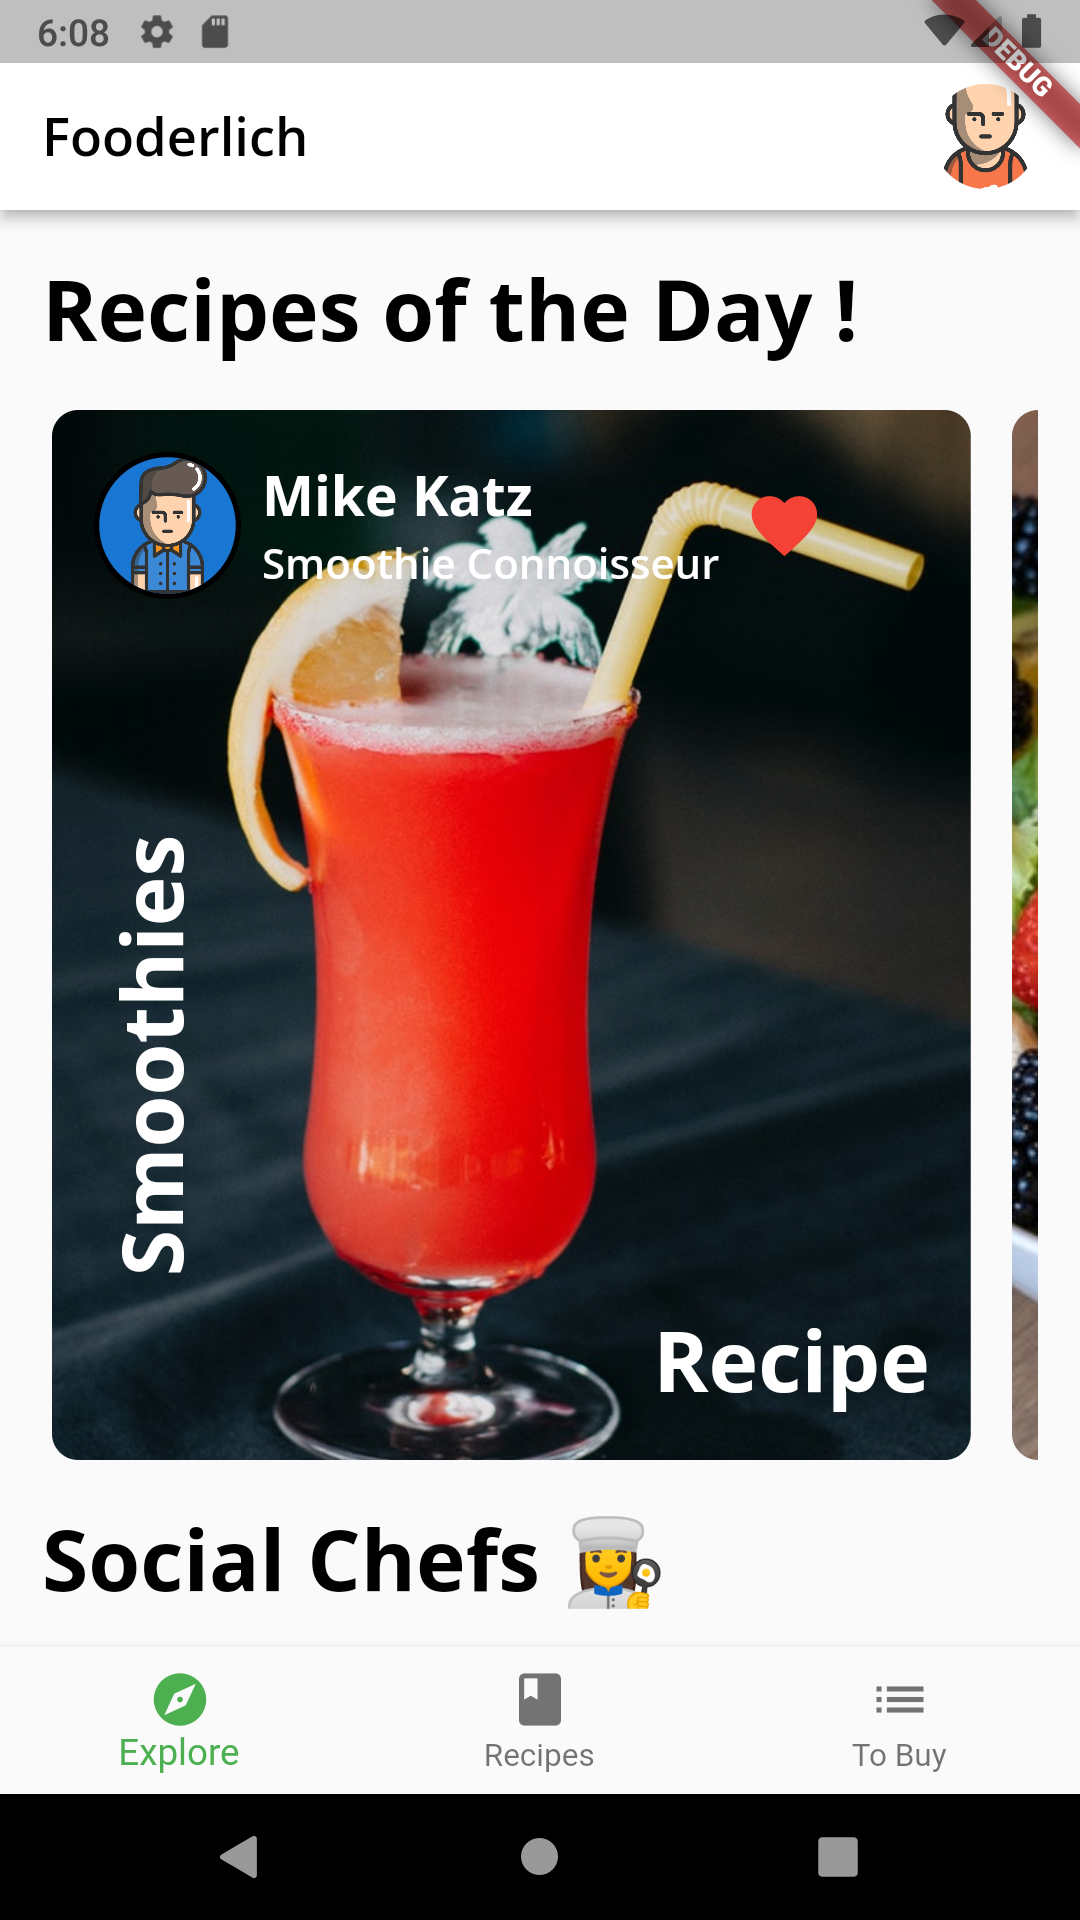 6:08
DEBUG
Fooderlich
Recipes of the Day !
Mike Katz
Smoothie Connoisseur
Smoothies
Recipe
Social Chefs 👩‍🍳
Explore
Recipes
To Buy